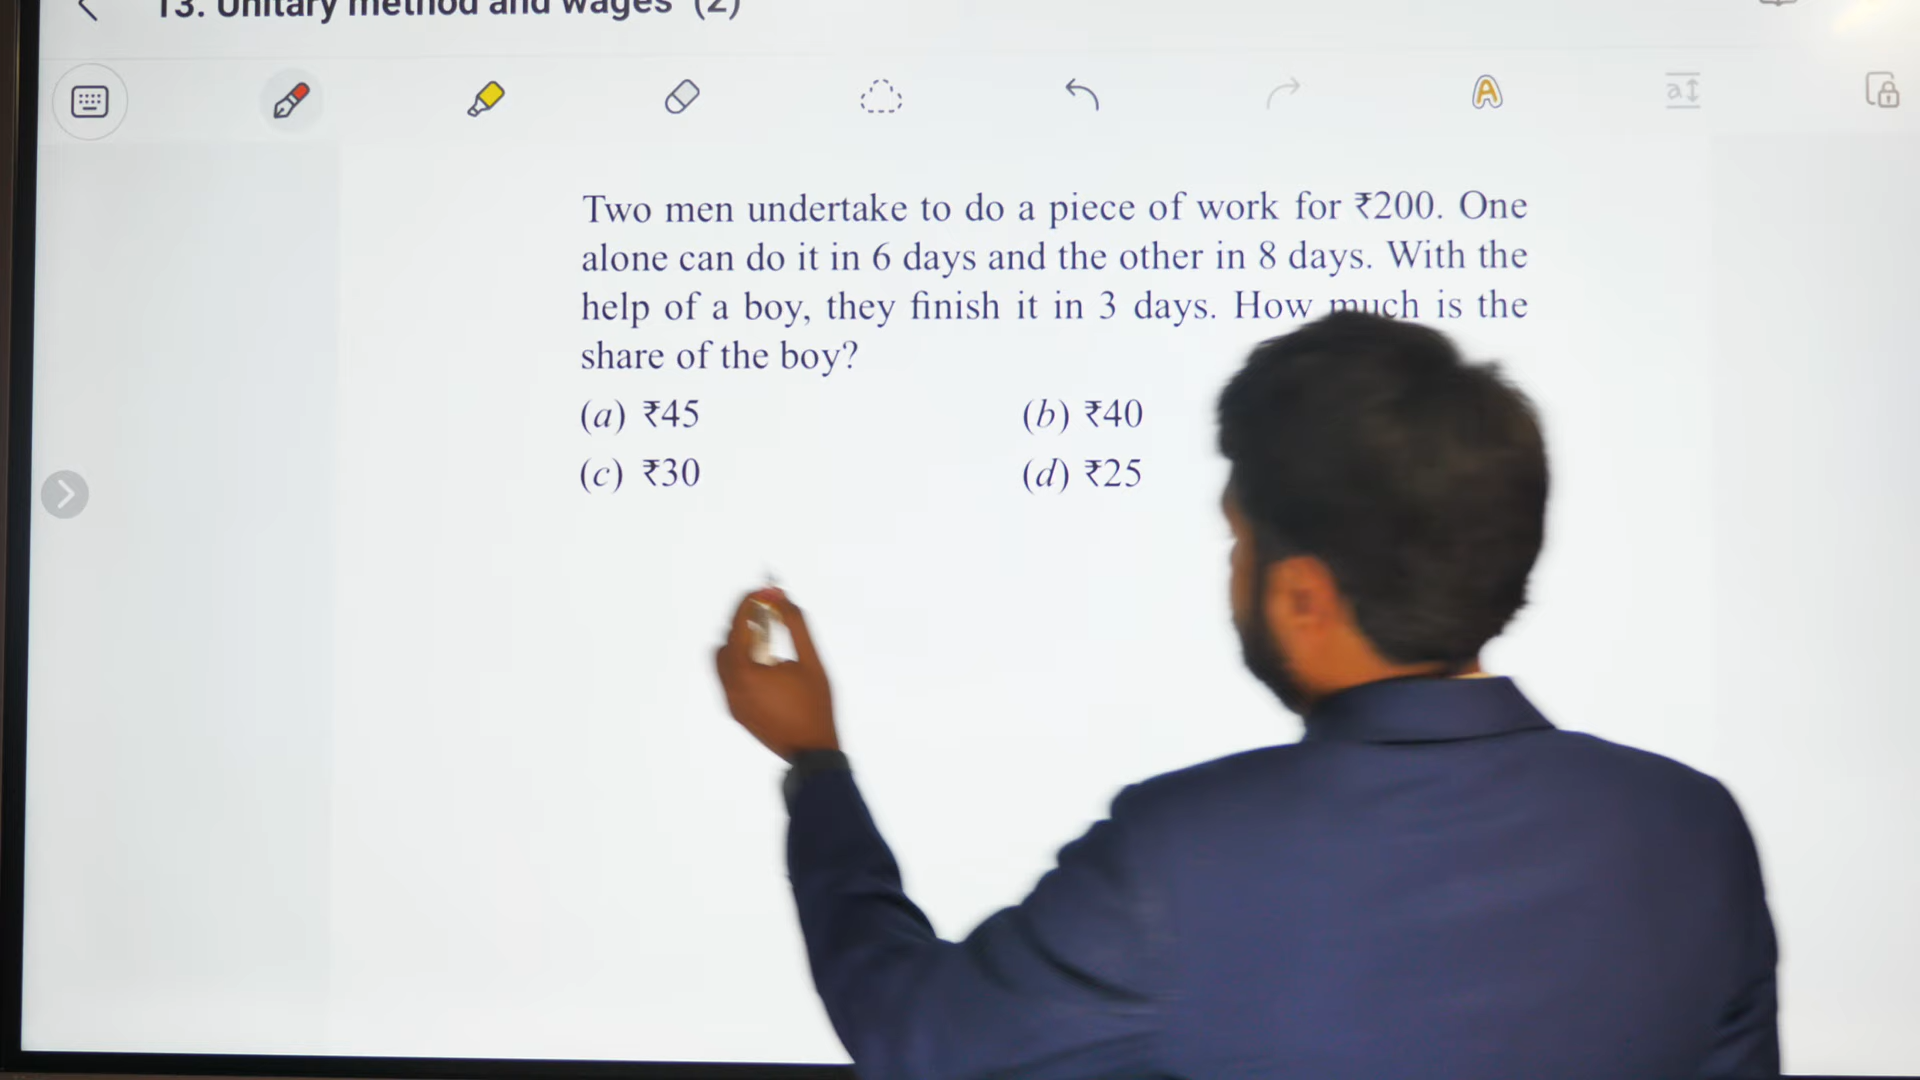 13. Unitary method and wages (2)
Two men undertake to do a piece of work for ₹200. One
alone can do it in 6 days and the other in 8 days. With the
help of a boy, they finish it in 3 days. How much is the
share of the boy?
(a) ₹45 (b) ₹40
(c) ₹30 (d) ₹25